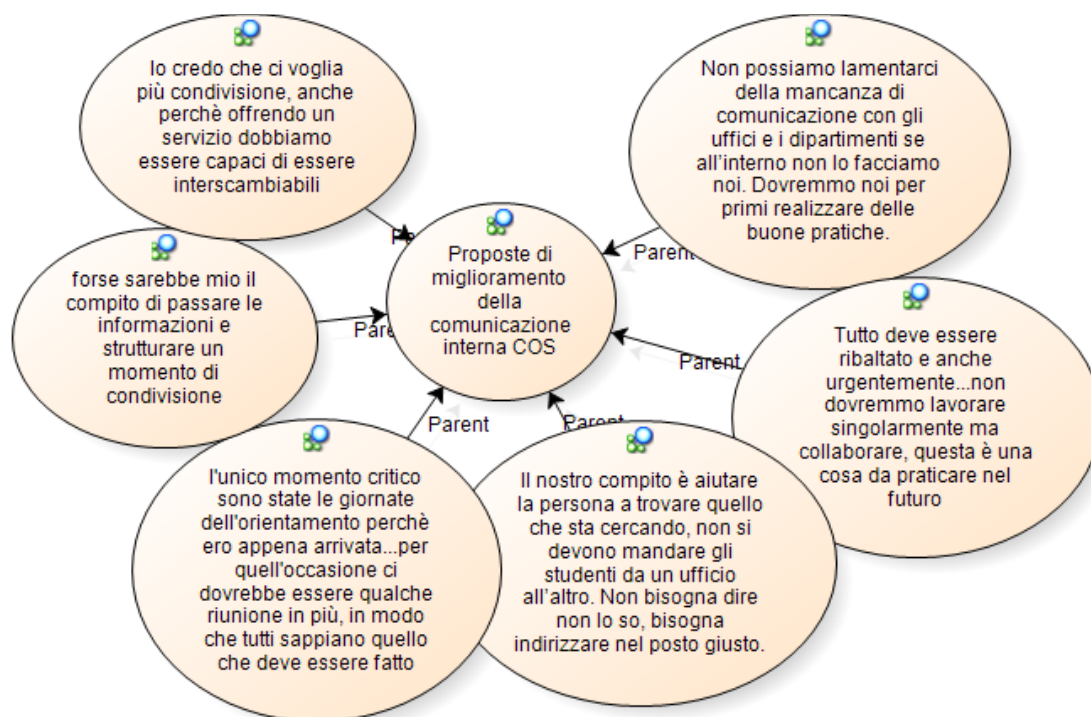 Io credo che ci voglia
più condivisione, anche
perchè offrendo un
servizio dobbiamo
essere capaci di essere
interscambiabili
Non possiamo lamentarci
della mancanza di
comunicazione con gli
uffici e i dipartimenti se
all’interno non lo facciamo
noi. Dovremmo noi per
primi realizzare delle
buone pratiche.
Parent
Proposte di
miglioramento
della
comunicazione
interna COS
forse sarebbe mio il
compito di passare le
informazioni e
strutturare un
momento di
condivisione
Parent
Parent
Tutto deve essere
ribaltato e anche
urgentemente...non
dovremmo lavorare
singolarmente ma
collaborare, questa è una
cosa da praticare nel
futuro
Parent
Parent
l'unico momento critico
sono state le giornate
dell'orientamento perchè
ero appena arrivata...per
quell'occasione ci
dovrebbe essere qualche
riunione in più, in modo
che tutti sappiano quello
che deve essere fatto
Il nostro compito è aiutare
la persona a trovare quello
che sta cercando, non si
devono mandare gli
studenti da un ufficio
all’altro. Non bisogna dire
non lo so, bisogna
indirizzare nel posto giusto.